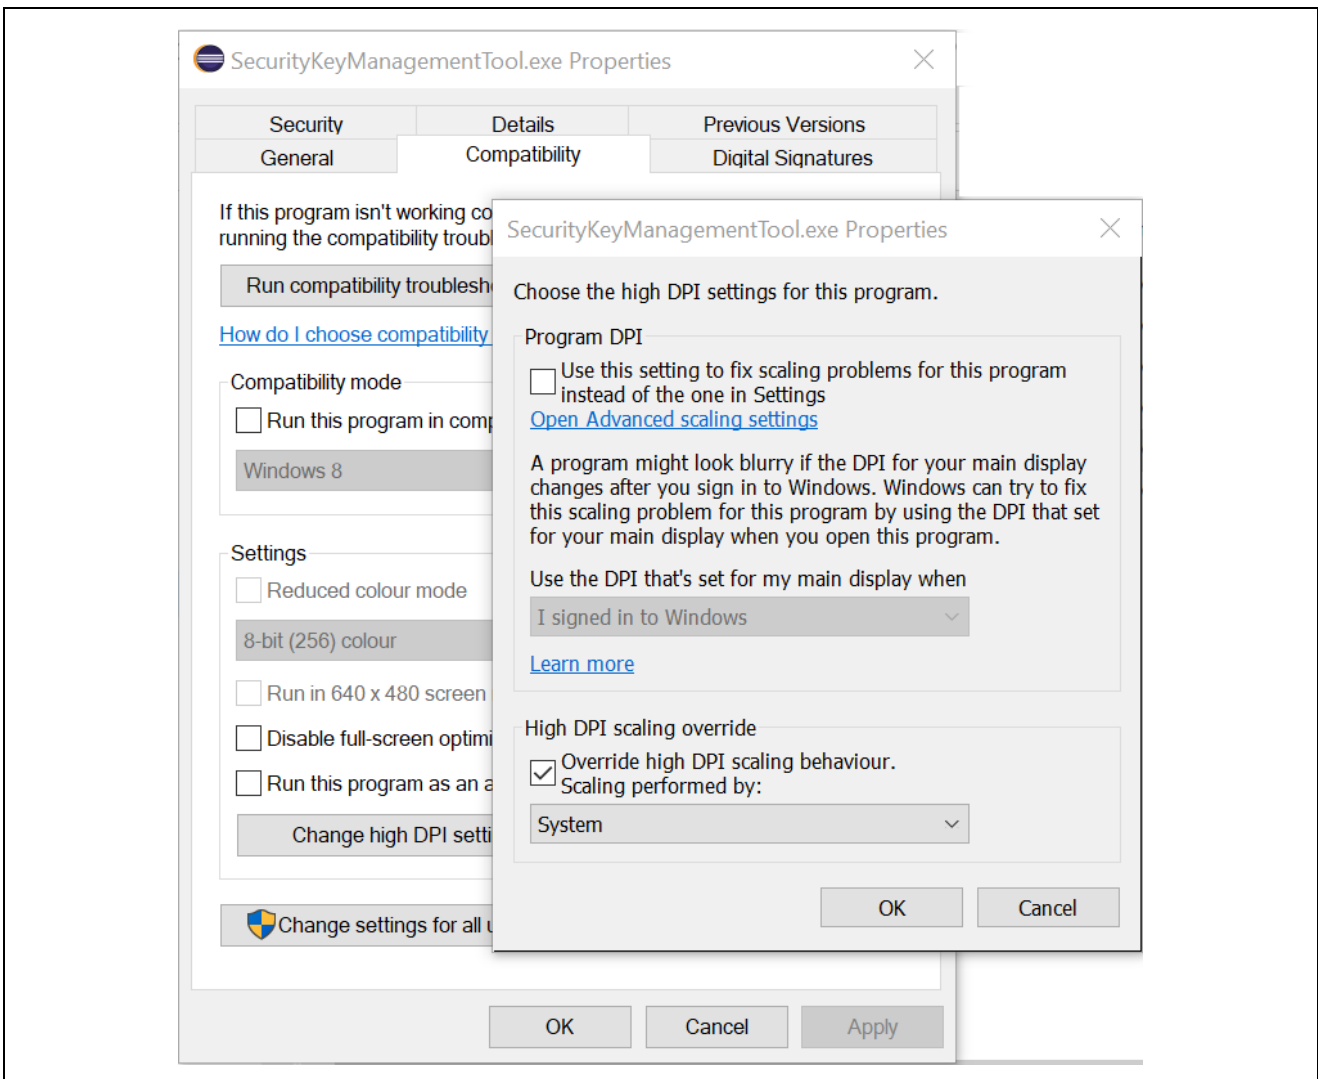 SecurityKeyManagementTool.exe Properties
Security
Details
Previous Versions
General
Compatibility
Digital Signatures
If this program isn't working co
running the compatibility troubl
Run compatibility troublesh
How do I choose compatibility
Compatibility mode
Run this program in comp
Windows 8
Settings
Reduced colour mode
8-bit (256) colour
Run in 640 x 480 screen
Disable full-screen optimi
Run this program as an a
Change high DPI setti
Change settings for all u
OK
Cancel
Apply
SecurityKeyManagementTool.exe Properties
Choose the high DPI settings for this program.
Program DPI
Use this setting to fix scaling problems for this program
instead of the one in Settings
Open Advanced scaling settings
A program might look blurry if the DPI for your main display
changes after you sign in to Windows. Windows can try to fix
this scaling problem for this program by using the DPI that set
for your main display when you open this program.
Use the DPI that's set for my main display when
I signed in to Windows
Learn more
High DPI scaling override
Override high DPI scaling behaviour.
Scaling performed by:
System
OK
Cancel